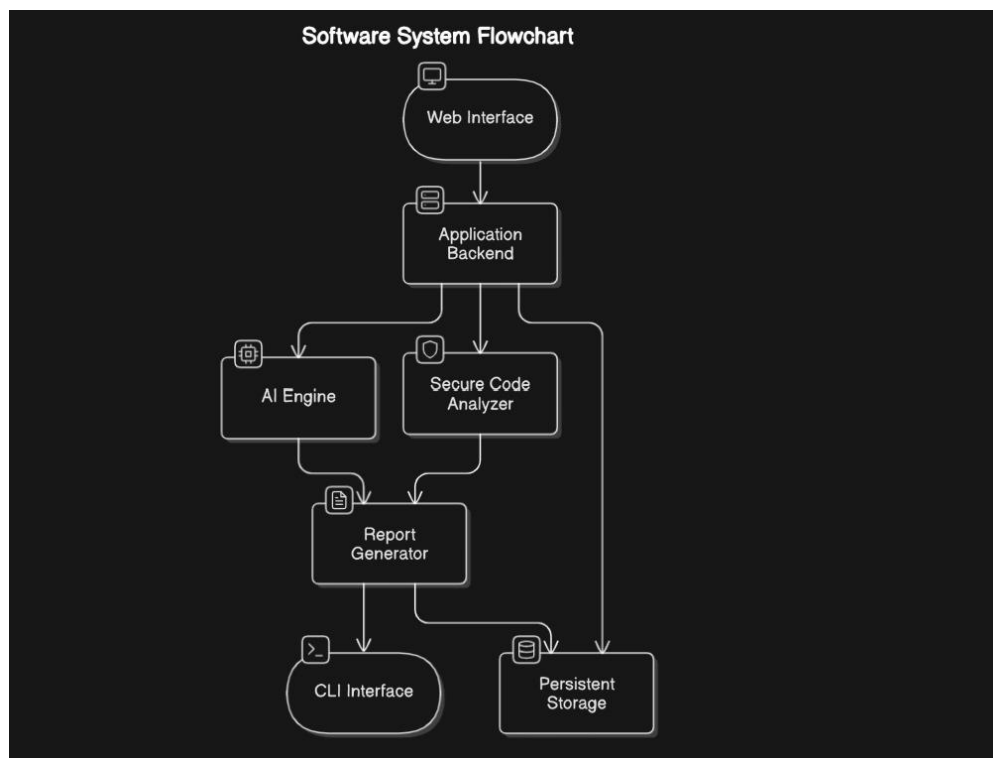 Software System Flowchart
Web Interface
Application
Backend
AI Engine
Secure Code
Analyzer
Report
Generator
CLI Interface
Persistent
Storage